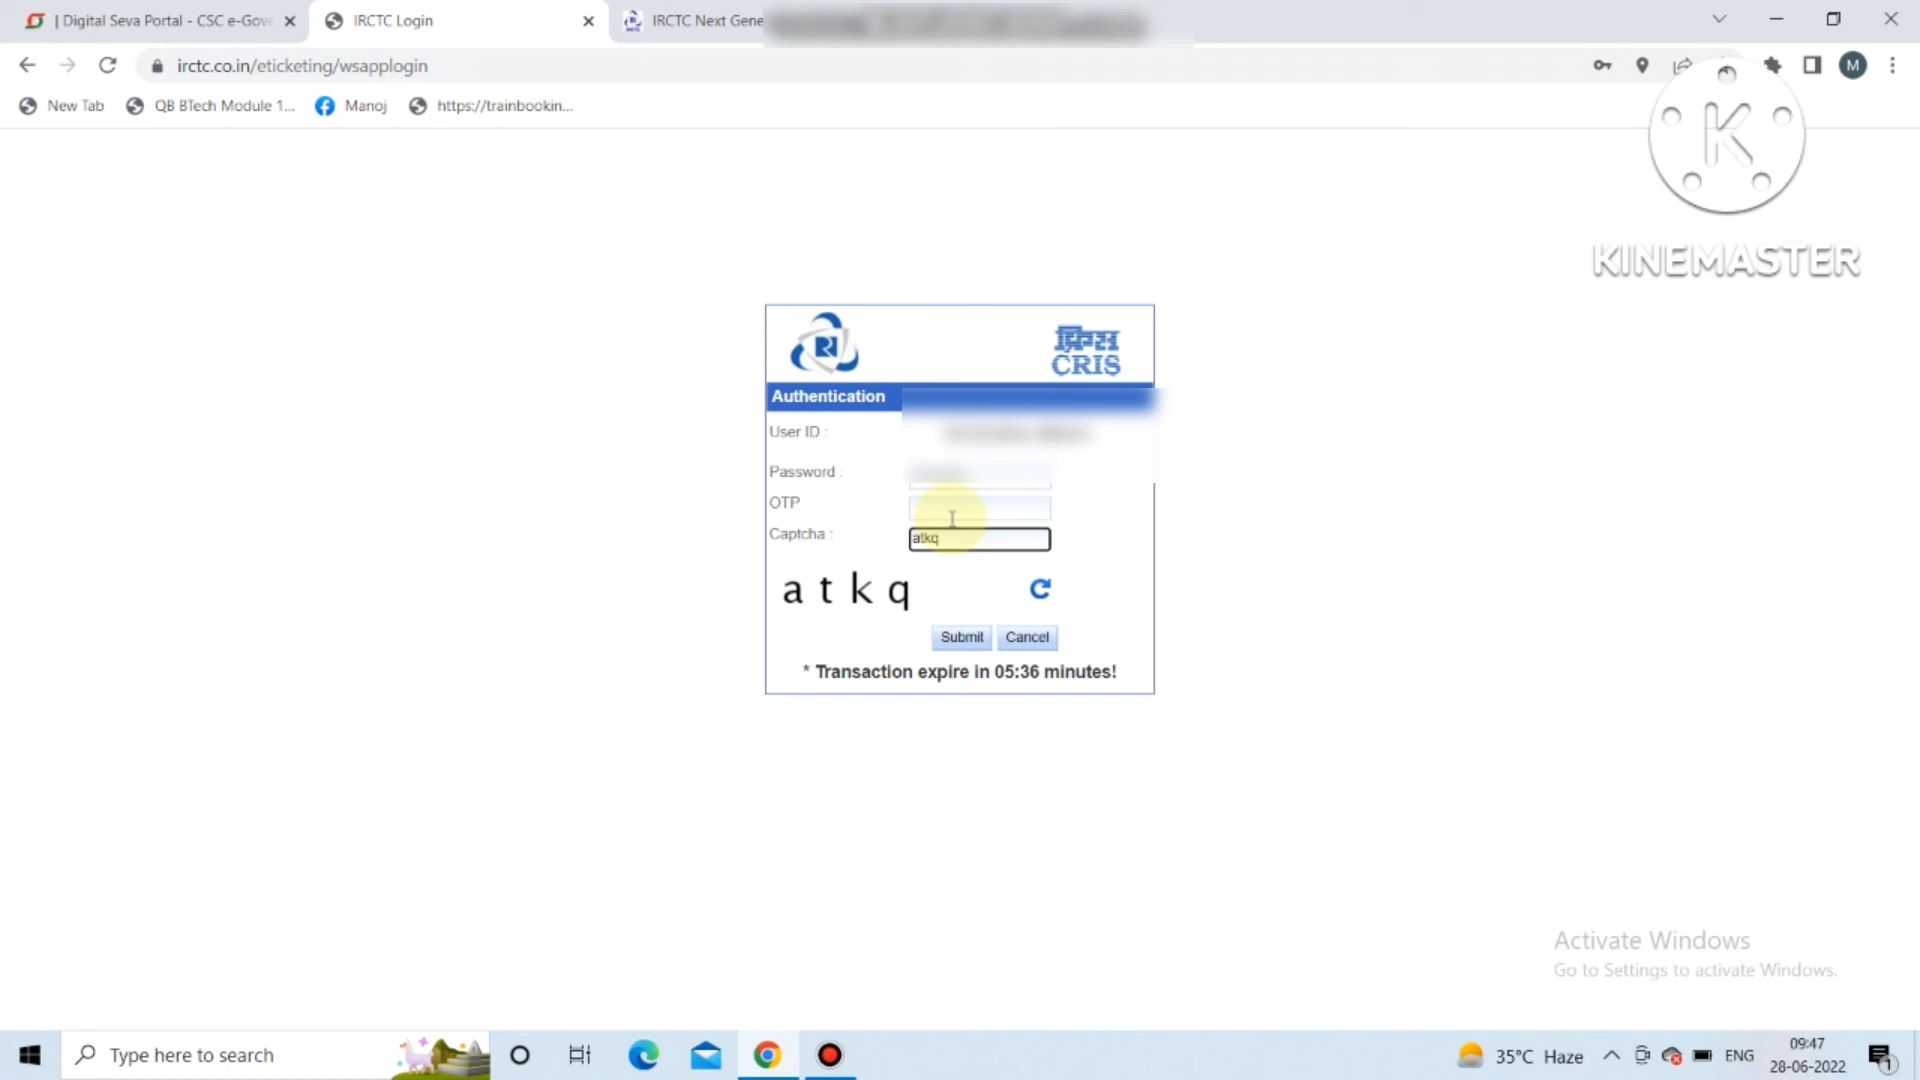 | Digital Seva Portal - CSC e-Gove
IRCTC Login
IRCTC Next Gene
irctc.co.in/eticketing/wsapplogin
M
New Tab
QB BTech Module 1...
Manoj
https://trainbookin...
K
KINEMASTER
क्रिस
CRIS
Authentication
User ID :
Password :
OTP
Captcha :
atkq
a t k q
Submit
Cancel
* Transaction expire in 05:36 minutes!
Activate Windows
Go to Settings to activate Windows.
Type here to search
35°C Haze
ENG
09:47
28-06-2022
1